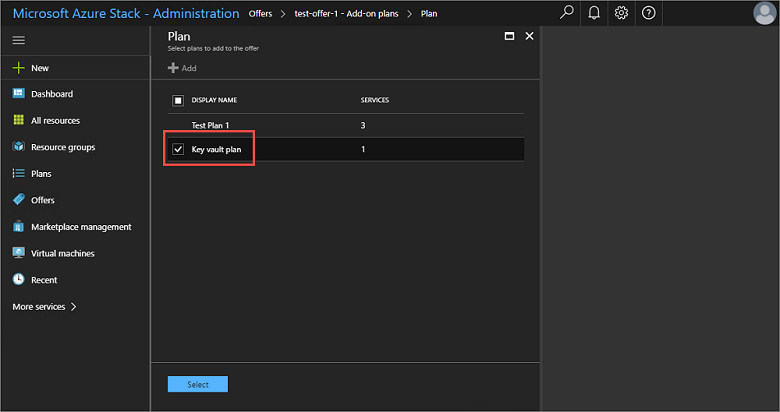 Microsoft Azure Stack - Administration Offers > test-offer-1 - Add-on plans > Plan
Plan
Select plans to add to the offer
Add
New
Dashboard
All resources
Resource groups
Plans
Offers
Marketplace management
Virtual machines
Recent
More services >
DISPLAY NAME SERVICES
Test Plan 1 3
Key vault plan 1
Select